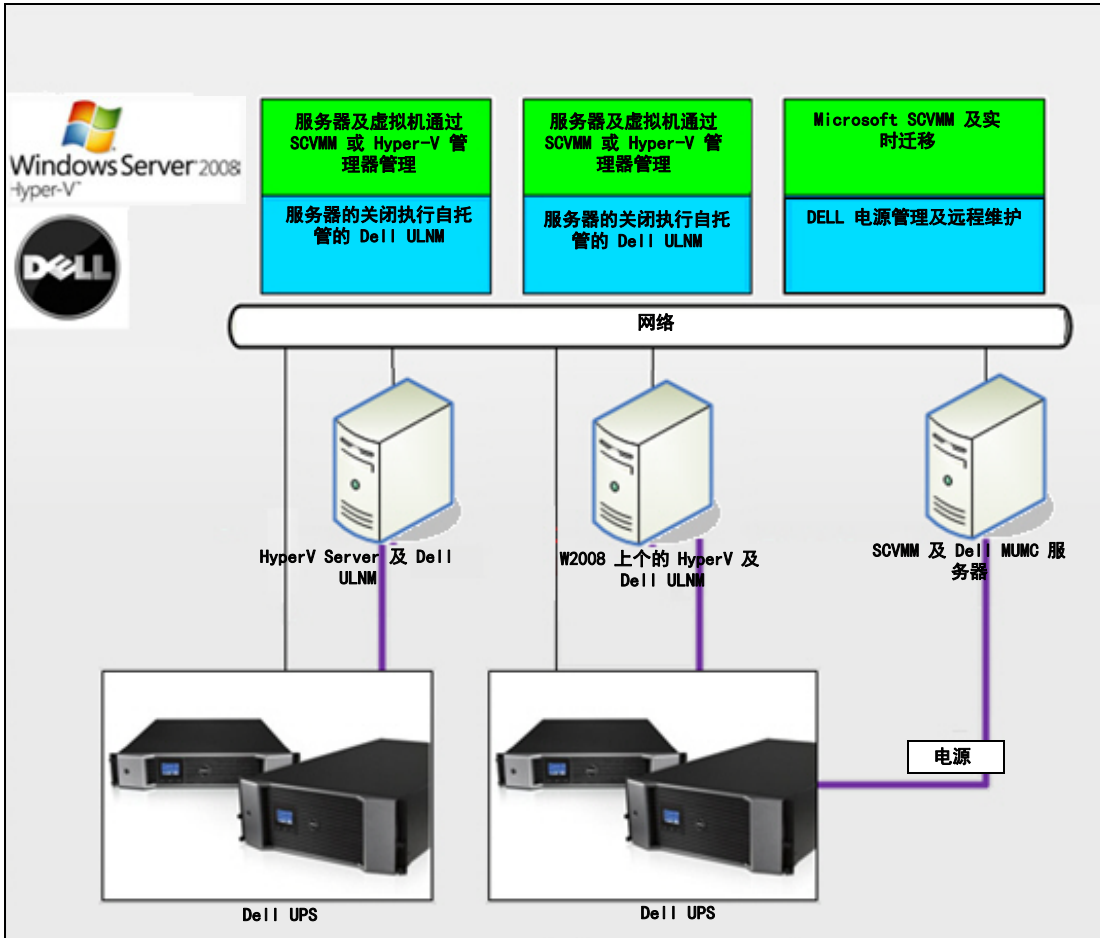 Windows Server 2008
Hyper-V
DELL
服务器及虚拟机通过
SCVMM 或 Hyper-V 管
理器管理
服务器的关闭执行自托
管的 Dell ULNM
服务器及虚拟机通过
SCVMM 或 Hyper-V 管
理器管理
服务器的关闭执行自托
管的 Dell ULNM
Microsoft SCVMM 及实
时迁移
DELL 电源管理及远程维护
网络
HyperV Server 及 Dell
ULNM
W2008 上个的 HyperV 及
Dell ULNM
SCVMM 及 Dell MUMC 服
务器
电源
Dell UPS
Dell UPS